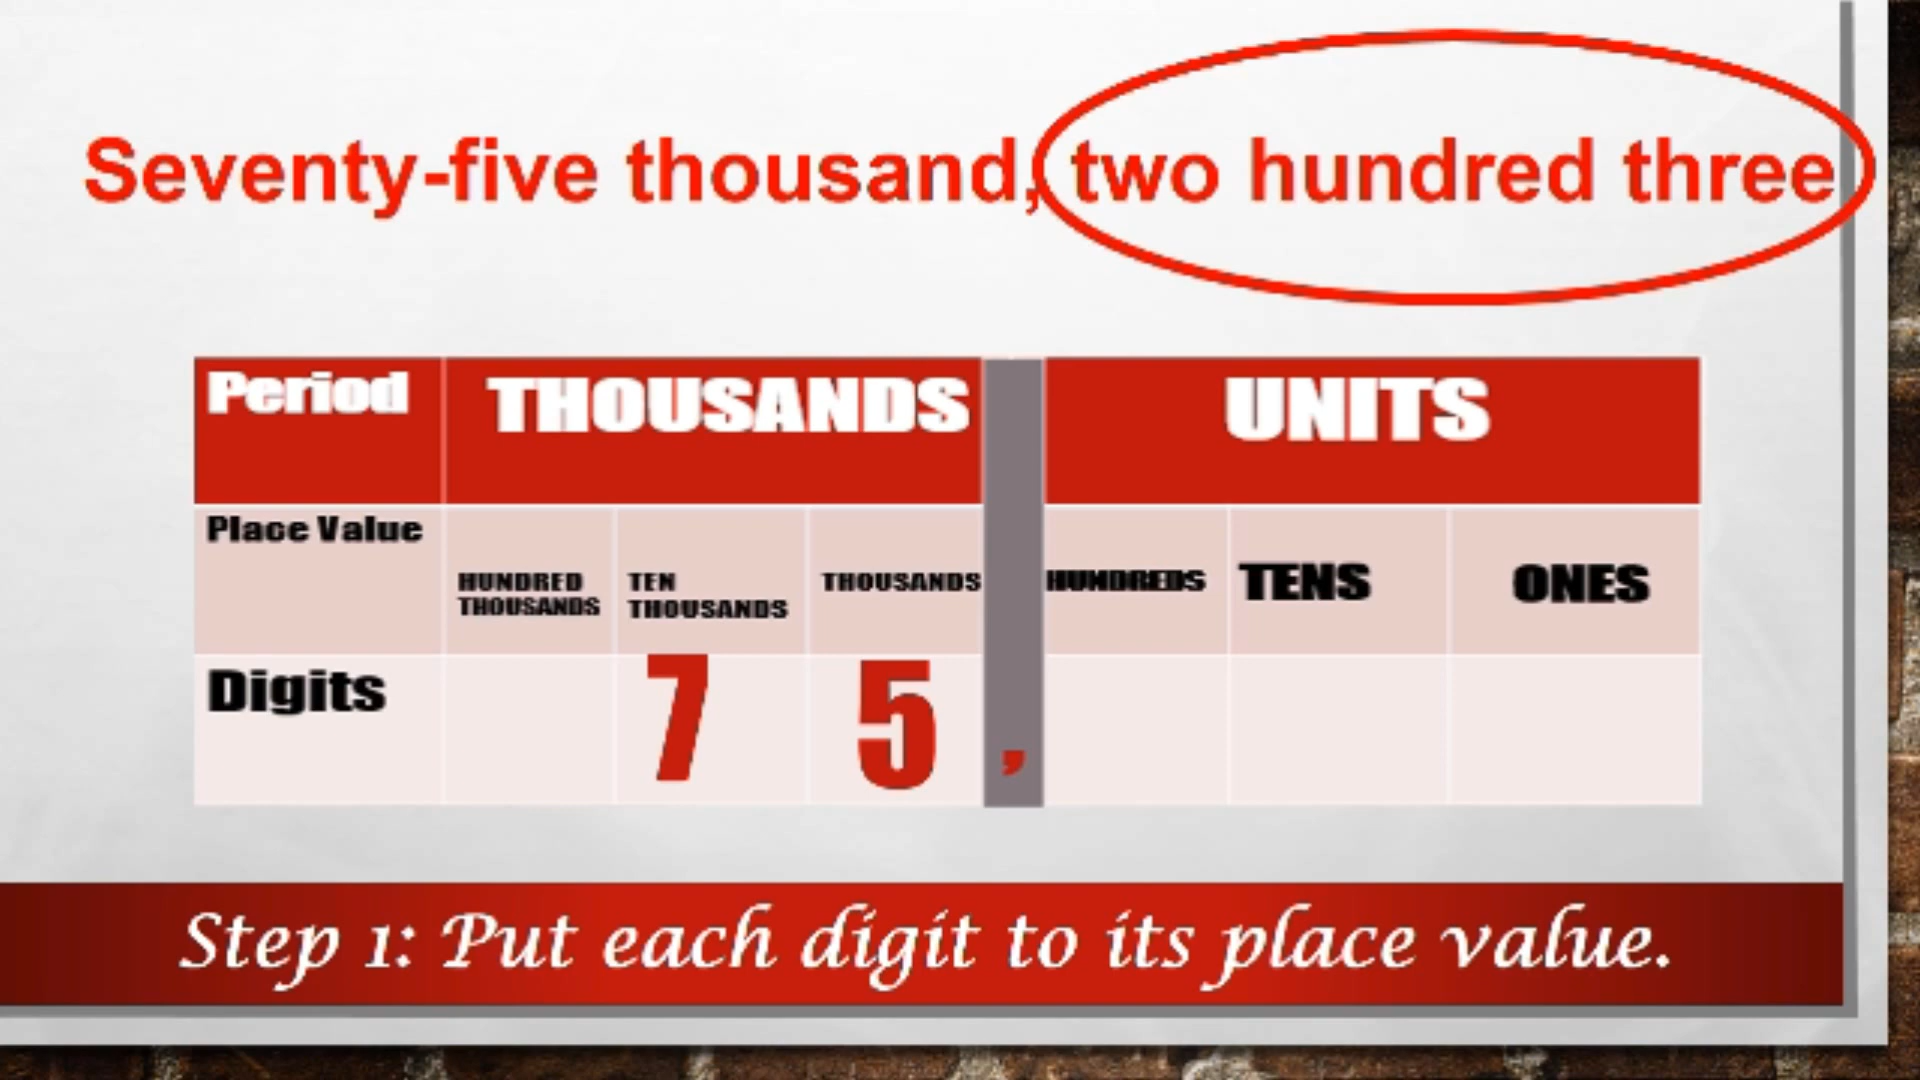 Seventy-five thousand, two hundred three
Period THOUSANDS UNITS
Place Value
HUNDRED THOUSANDS TEN THOUSANDS THOUSANDS HUNDREDS TENS ONES
Digits 7 5 ,
Step 1: Put each digit to its place value.